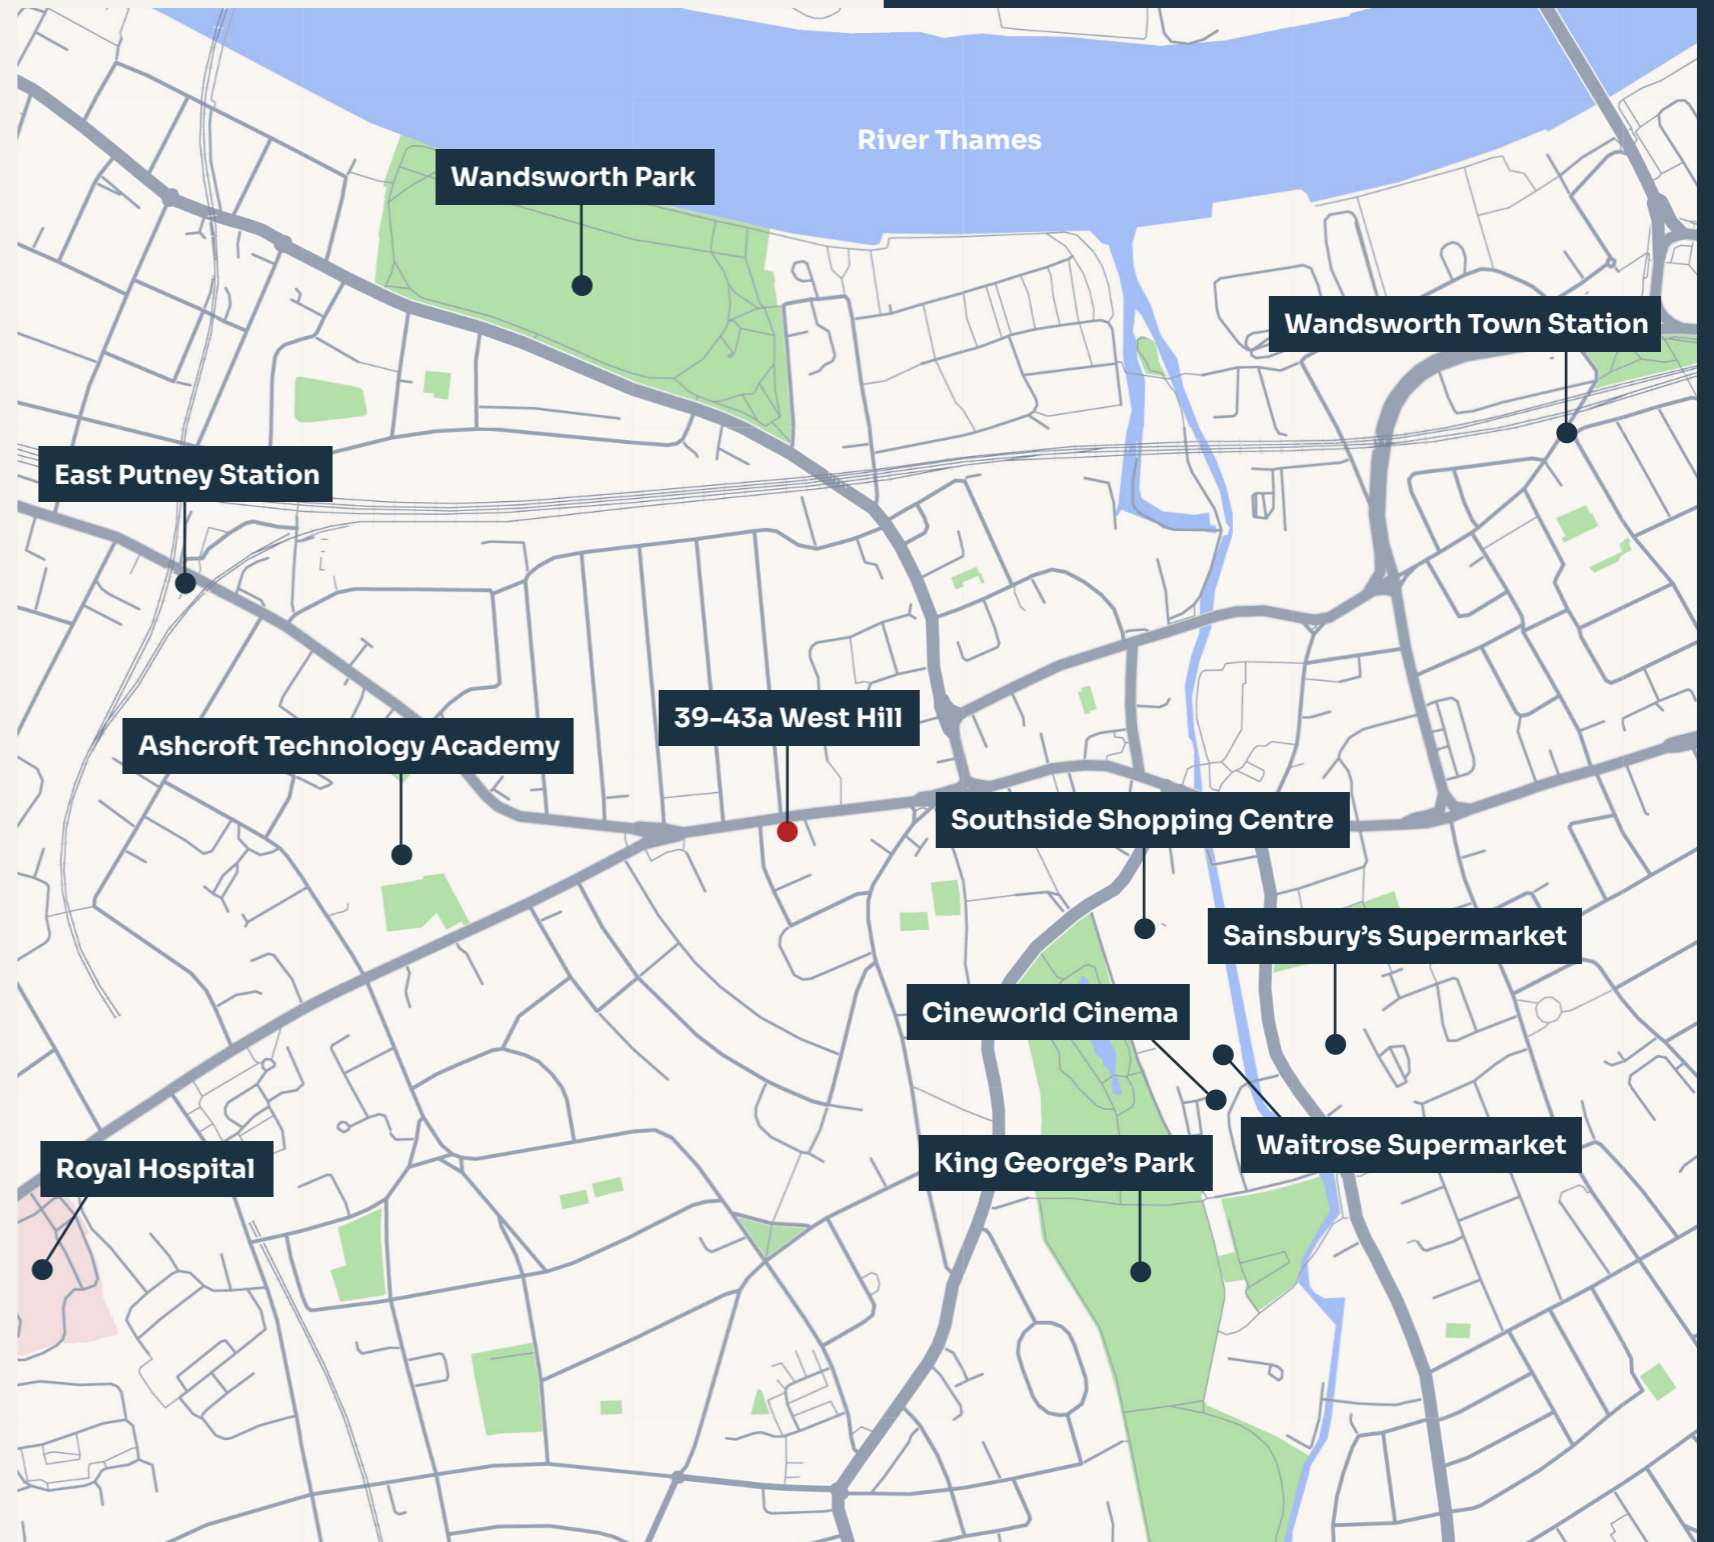 River Thames
Wandsworth Park
Wandsworth Town Station
East Putney Station
39-43a West Hill
Ashcroft Technology Academy
Southside Shopping Centre
Sainsbury’s Supermarket
Cineworld Cinema
Waitrose Supermarket
King George’s Park
Royal Hospital